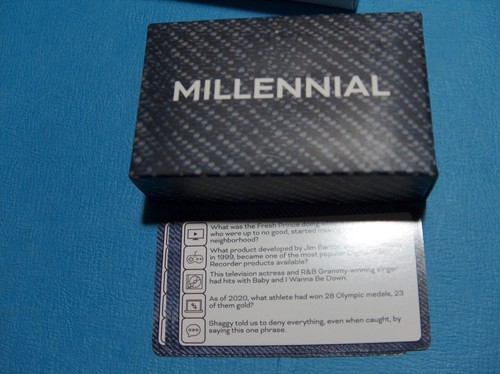 MILLENNIAL
What was the Fresh Prince doing
who were up to no good, started
neighborhood?
What product developed by Jim
in 1999, became one of the most popular
Recorder products available?
This television actress and R&B Grammy-winning singer
had hits with Baby and I Wanna Be Down.
As of 2020, what athlete had won 28 Olympic medals, 23
of them gold?
Shaggy told us to deny everything, even when caught, by
saying this one phrase.